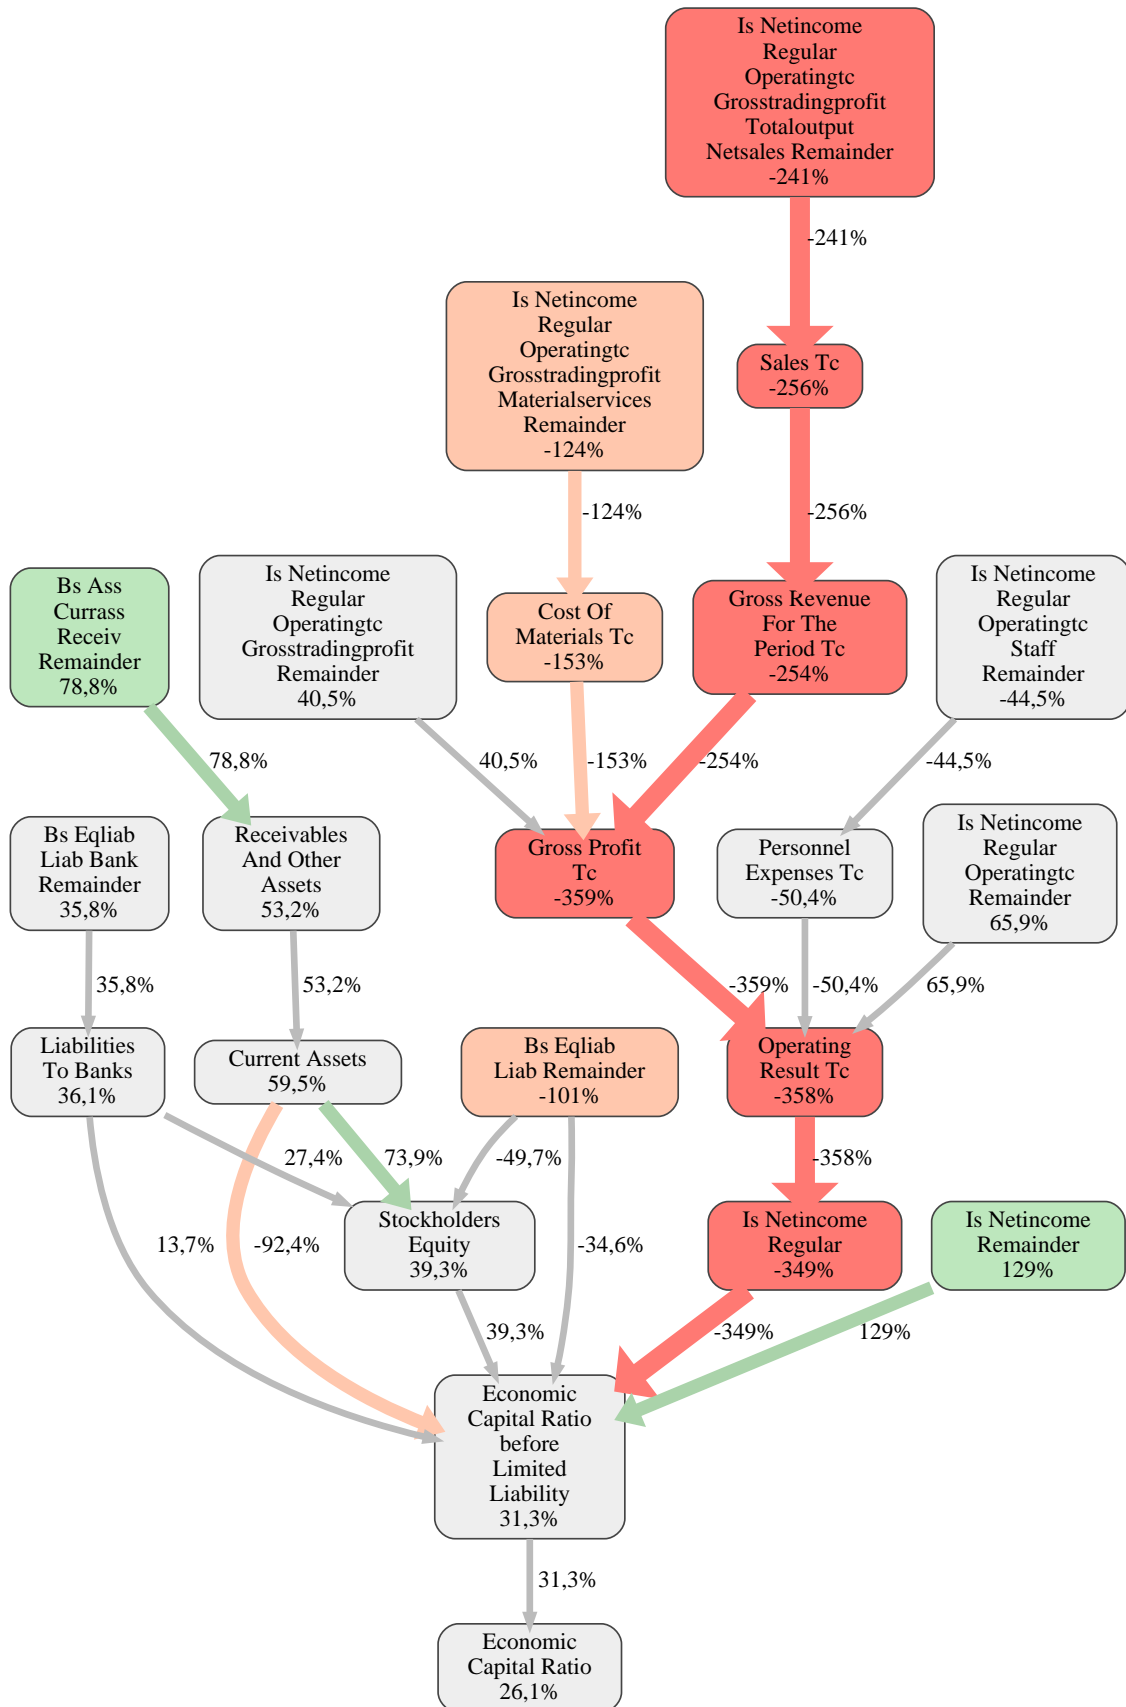 Is Netincome
Regular
Operatingtc
Grosstradingprofit
Totaloutput
Netsales Remainder
-241%
-241%
Is Netincome
Regular
Operatingtc
Grosstradingprofit
Materialservices
Remainder
-124%
Sales Tc
-256%
-124%
-256%
Bs Ass
Currass
Receiv
Remainder
78,8%
Is Netincome
Regular
Operatingtc
Grosstradingprofit
Remainder
40,5%
Cost Of
Materials Tc
-153%
Gross Revenue
For The
Period Tc
-254%
Is Netincome
Regular
Operatingtc
Staff
Remainder
-44,5%
78,8%
40,5%
-153%
-254%
-44,5%
Bs Eqliab
Liab Bank
Remainder
35,8%
Receivables
And Other
Assets
53,2%
Gross Profit
Tc
-359%
Personnel
Expenses Tc
-50,4%
Is Netincome
Regular
Operatingtc
Remainder
65,9%
35,8%
53,2%
-359%
-50,4%
65,9%
Liabilities
To Banks
36,1%
Current Assets
59,5%
Bs Eqliab
Liab Remainder
-101%
Operating
Result Tc
-358%
27,4%
73,9%
-49,7%
-358%
13,7%
-92,4%
Stockholders
Equity
39,3%
-34,6%
Is Netincome
Regular
-349%
Is Netincome
Remainder
129%
39,3%
-349%
129%
Economic
Capital Ratio
before
Limited
Liability
31,3%
31,3%
Economic
Capital Ratio
26,1%